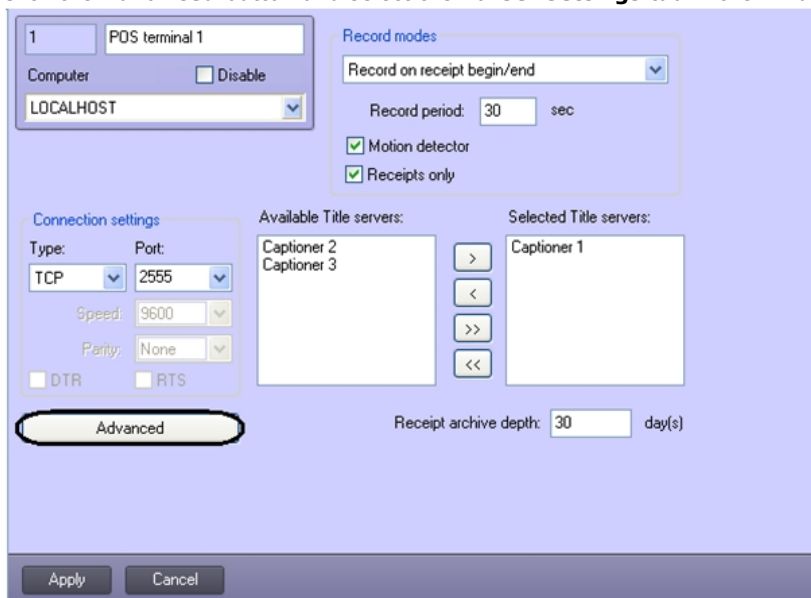 1 POS terminal 1
Computer Disable
LOCALHOST
Record modes
Record on receipt begin/end
Record period: 30 sec
Motion detector
Receipts only
Connection settings
Type: Port:
TCP 2555
Speed: 9600
Parity: None
DTR RTS
Available Title servers:
Captioner 2
Captioner 3
>
<
>>
<<
Selected Title servers:
Captioner 1
Advanced
Receipt archive depth: 30 day(s)
Apply Cancel